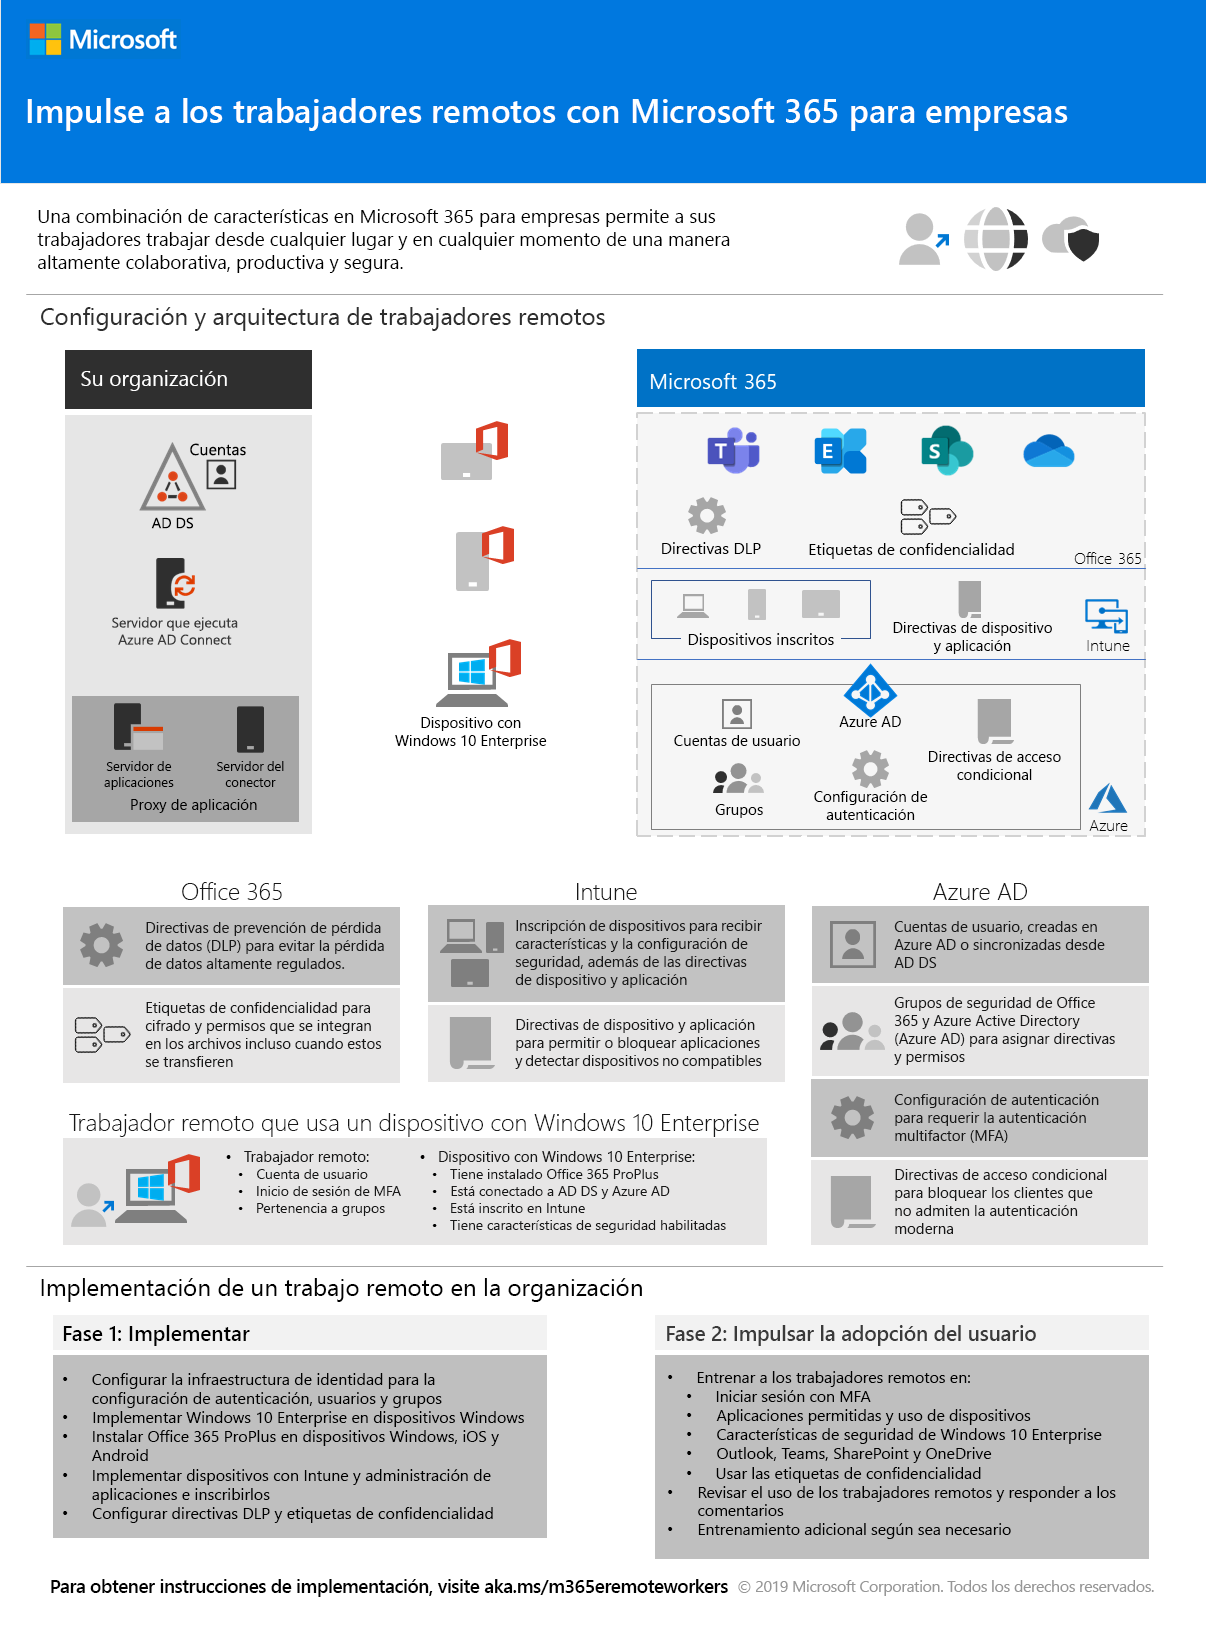 Microsoft
Impulse a los trabajadores remotos con Microsoft 365 para empresas
Una combinación de características en Microsoft 365 para empresas permite a sus
trabajadores trabajar desde cualquier lugar y en cualquier momento de una manera
altamente colaborativa, productiva y segura.
Configuración y arquitectura de trabajadores remotos
Su organización
Cuentas
AD DS
Servidor que ejecuta
Azure AD Connect
Servidor de
aplicaciones
Servidor del
conector
Proxy de aplicación
Dispositivo con
Windows 10 Enterprise
Microsoft 365
T
E
S
Directivas DLP
Etiquetas de confidencialidad
Office 365
Dispositivos inscritos
Directivas de dispositivo
y aplicación
Intune
Azure AD
Cuentas de usuario
Directivas de acceso
condicional
Grupos
Configuración de
autenticación
Azure
Office 365
Directivas de prevención de pérdida
de datos (DLP) para evitar la pérdida
de datos altamente regulados.
Etiquetas de confidencialidad para
cifrado y permisos que se integran
en los archivos incluso cuando estos
se transfieren
Intune
Inscripción de dispositivos para recibir
características y la configuración de
seguridad, además de las directivas
de dispositivo y aplicación
Directivas de dispositivo y aplicación
para permitir o bloquear aplicaciones
y detectar dispositivos no compatibles
Azure AD
Cuentas de usuario, creadas en
Azure AD o sincronizadas desde
AD DS
Grupos de seguridad de Office
365 y Azure Active Directory
(Azure AD) para asignar directivas
y permisos
Configuración de autenticación
para requerir la autenticación
multifactor (MFA)
Directivas de acceso condicional
para bloquear los clientes que
no admiten la autenticación
moderna
Trabajador remoto que usa un dispositivo con Windows 10 Enterprise
• Trabajador remoto:
• Cuenta de usuario
• Inicio de sesión de MFA
• Pertenencia a grupos
• Dispositivo con Windows 10 Enterprise:
• Tiene instalado Office 365 ProPlus
• Está conectado a AD DS y Azure AD
• Está inscrito en Intune
• Tiene características de seguridad habilitadas
Implementación de un trabajo remoto en la organización
Fase 1: Implementar
• Configurar la infraestructura de identidad para la
configuración de autenticación, usuarios y grupos
• Implementar Windows 10 Enterprise en dispositivos Windows
• Instalar Office 365 ProPlus en dispositivos Windows, iOS y
Android
• Implementar dispositivos con Intune y administración de
aplicaciones e inscribirlos
• Configurar directivas DLP y etiquetas de confidencialidad
Fase 2: Impulsar la adopción del usuario
• Entrenar a los trabajadores remotos en:
• Iniciar sesión con MFA
• Aplicaciones permitidas y uso de dispositivos
• Características de seguridad de Windows 10 Enterprise
• Outlook, Teams, SharePoint y OneDrive
• Usar las etiquetas de confidencialidad
• Revisar el uso de los trabajadores remotos y responder a los
comentarios
• Entrenamiento adicional según sea necesario
Para obtener instrucciones de implementación, visite aka.ms/m365eremoteworkers © 2019 Microsoft Corporation. Todos los derechos reservados.